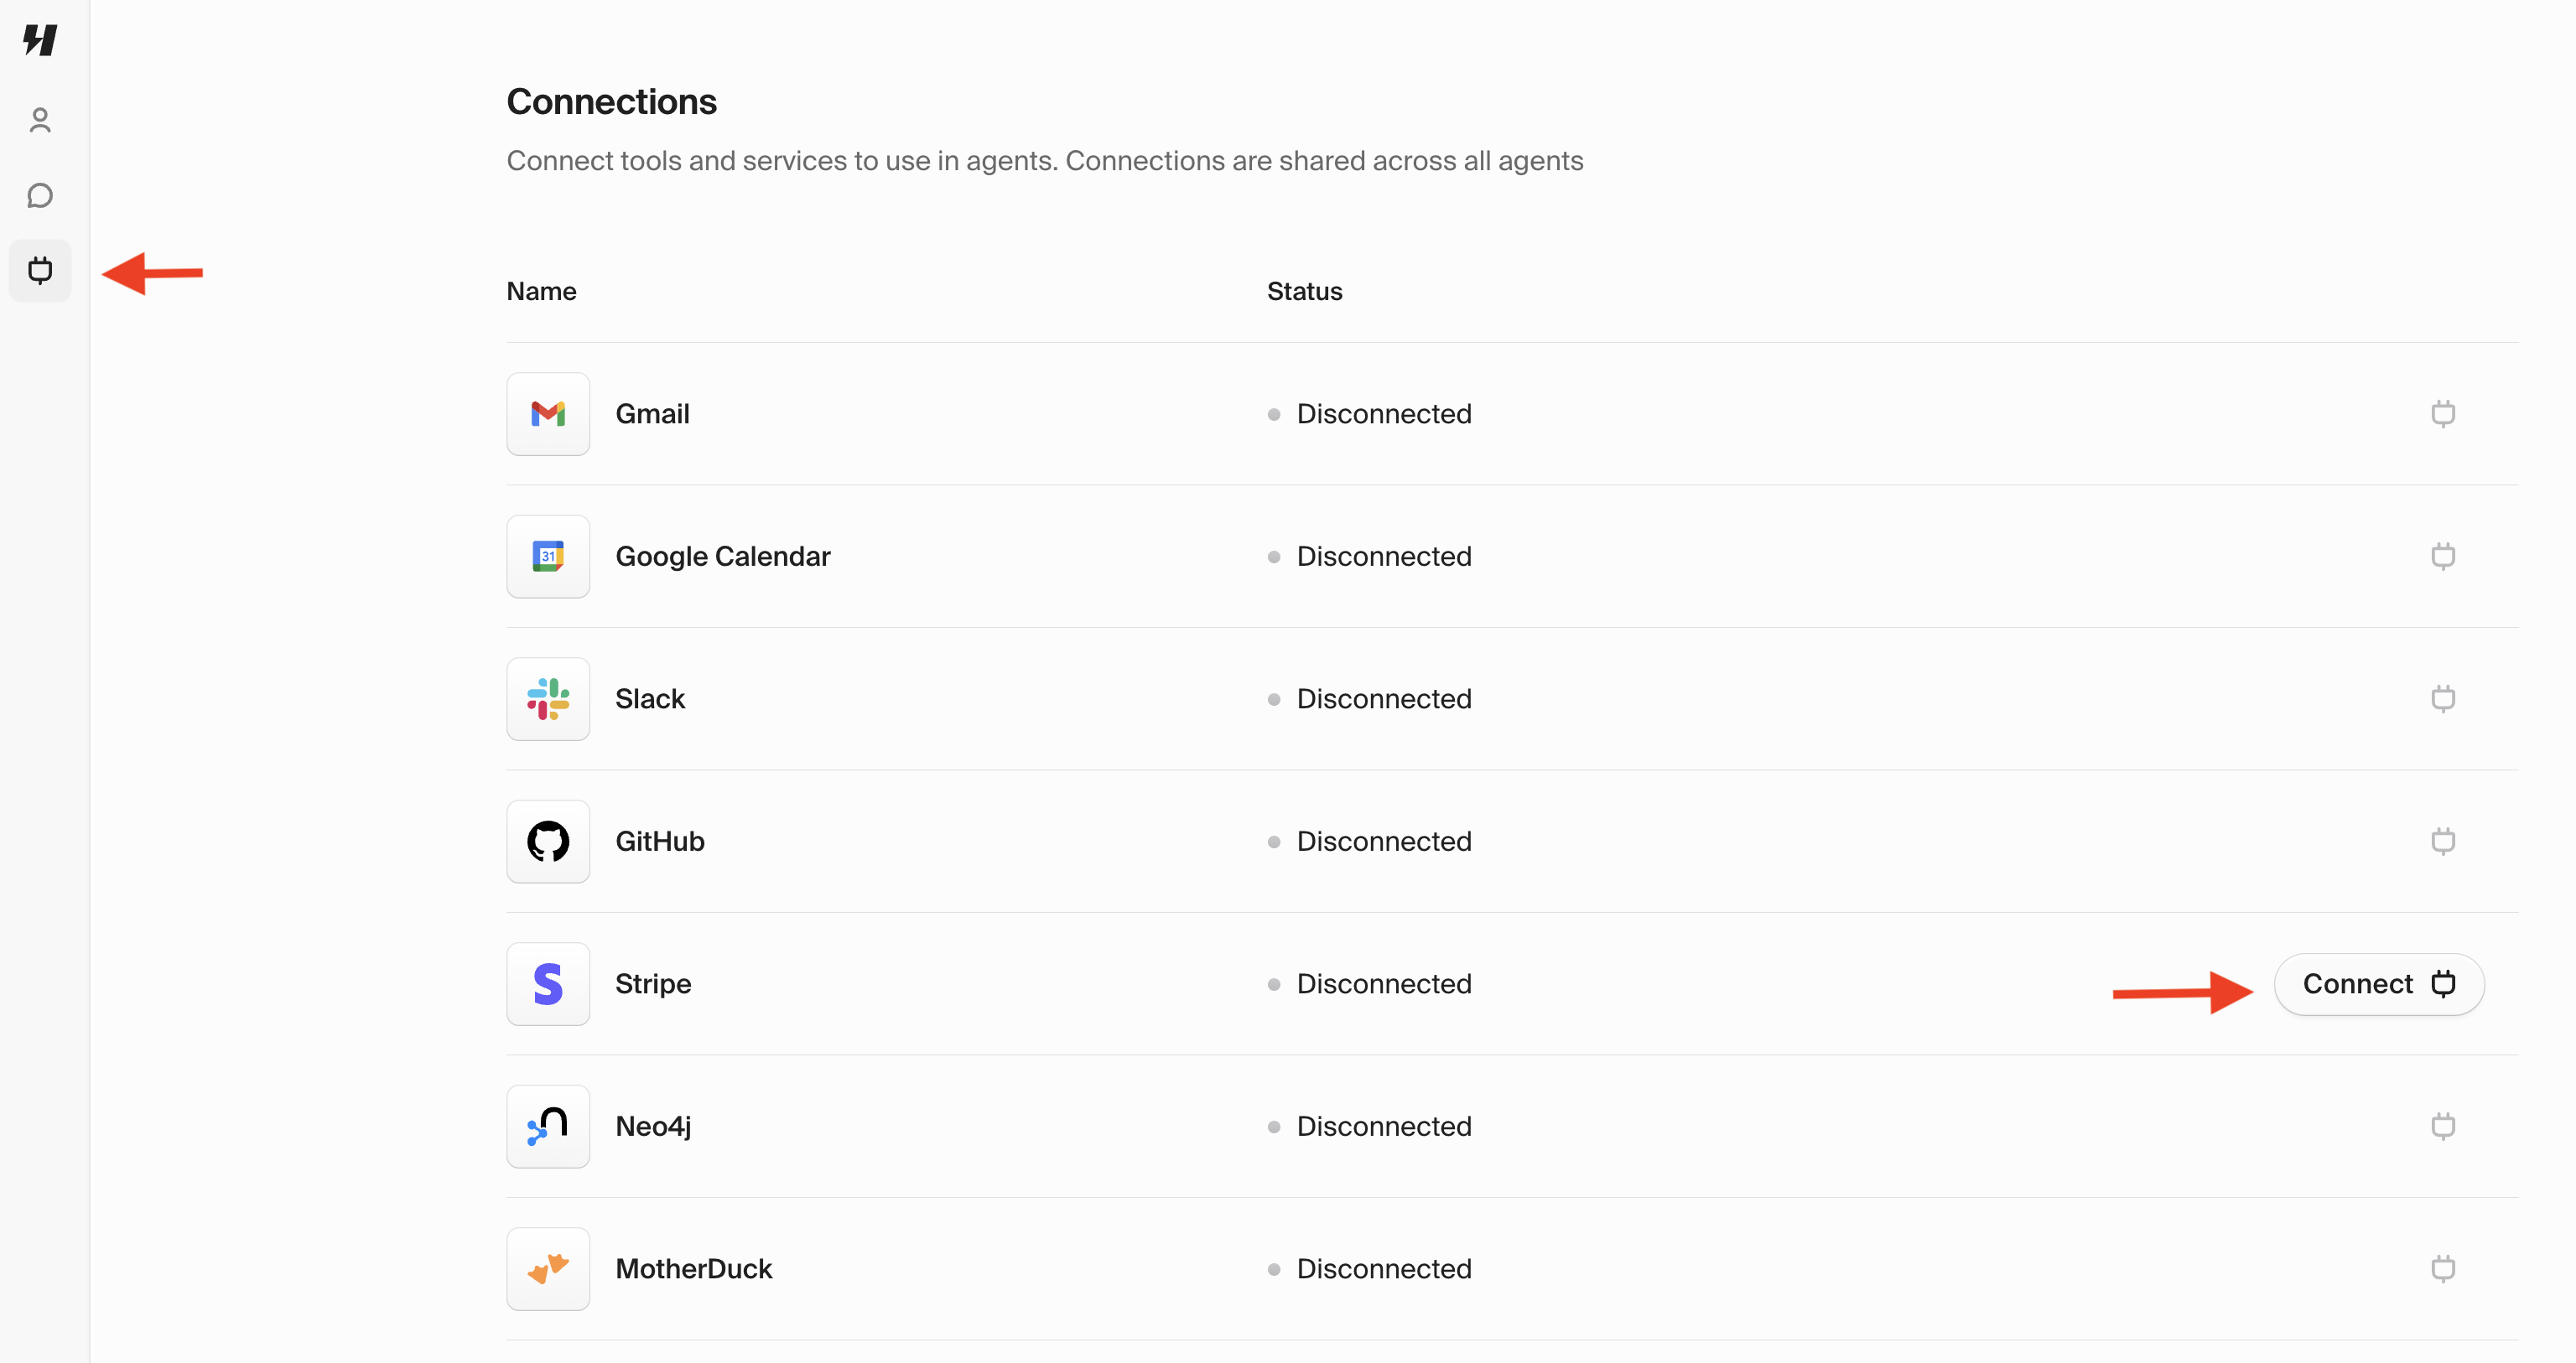 Connections
Connect tools and services to use in agents. Connections are shared across all agents
Name Status
Gmail Disconnected
31
Google Calendar Disconnected
Slack Disconnected
GitHub Disconnected
S
Stripe Disconnected Connect
Neo4j Disconnected
MotherDuck Disconnected